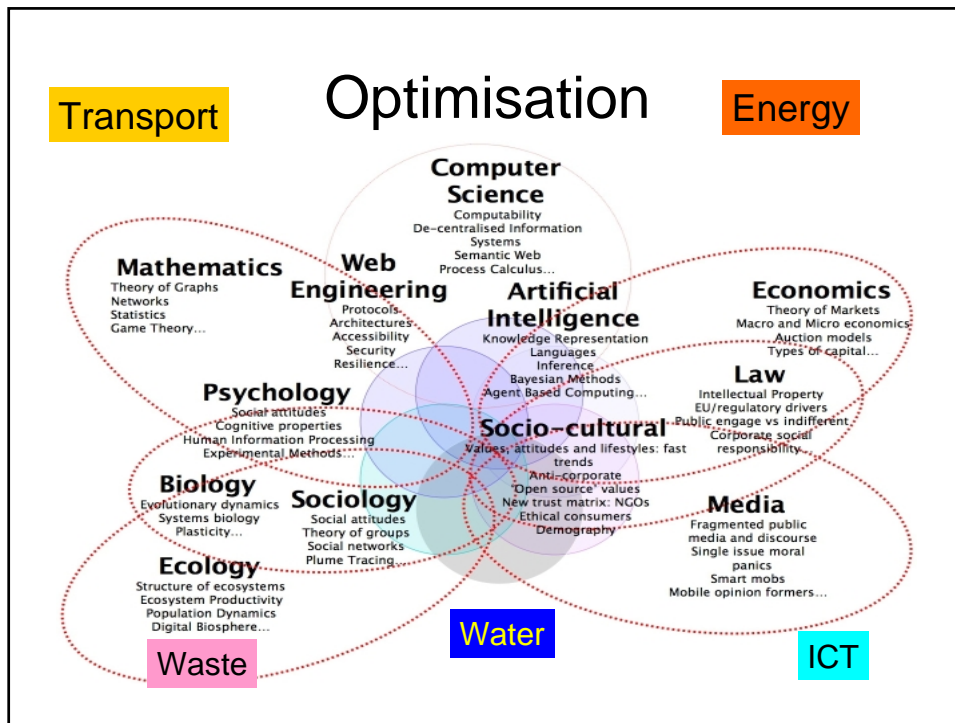 Optimisation
Transport
Energy
Computer
Science
Computability
De-centralised Information
Systems
Semantic Web
Process Calculus...
Mathematics
Theory of Graphs
Networks
Statistics
Game Theory...
Web
Engineering
Protocols
Architectures
Accessibility
Security
Resilience...
Artificial
Intelligence
Knowledge Representation
Languages
Inference
Bayesian Methods
Agent Based Computing...
Economics
Theory of Markets
Macro and Micro economics
Auction models
Types of capital...
Law
Intellectual Property
EU/regulatory drivers
Public engage vs indifferent
Corporate social
responsibility...
Psychology
Social attitudes
Cognitive properties
Human Information Processing
Experimental Methods...
Socio-cultural
Values, attitudes and lifestyles: fast
trends
Anti-corporate
'Open source' values
New trust matrix: NGOs
Ethical consumers
Demography
Biology
Evolutionary dynamics
Systems biology
Plasticity...
Sociology
Social attitudes
Theory of groups
Social networks
Plume Tracing...
Media
Fragmented public
media and discourse
Single issue moral
panics
Smart mobs
Mobile opinion formers...
Ecology
Structure of ecosystems
Ecosystem Productivity
Population Dynamics
Digital Biosphere...
Waste
Water
ICT